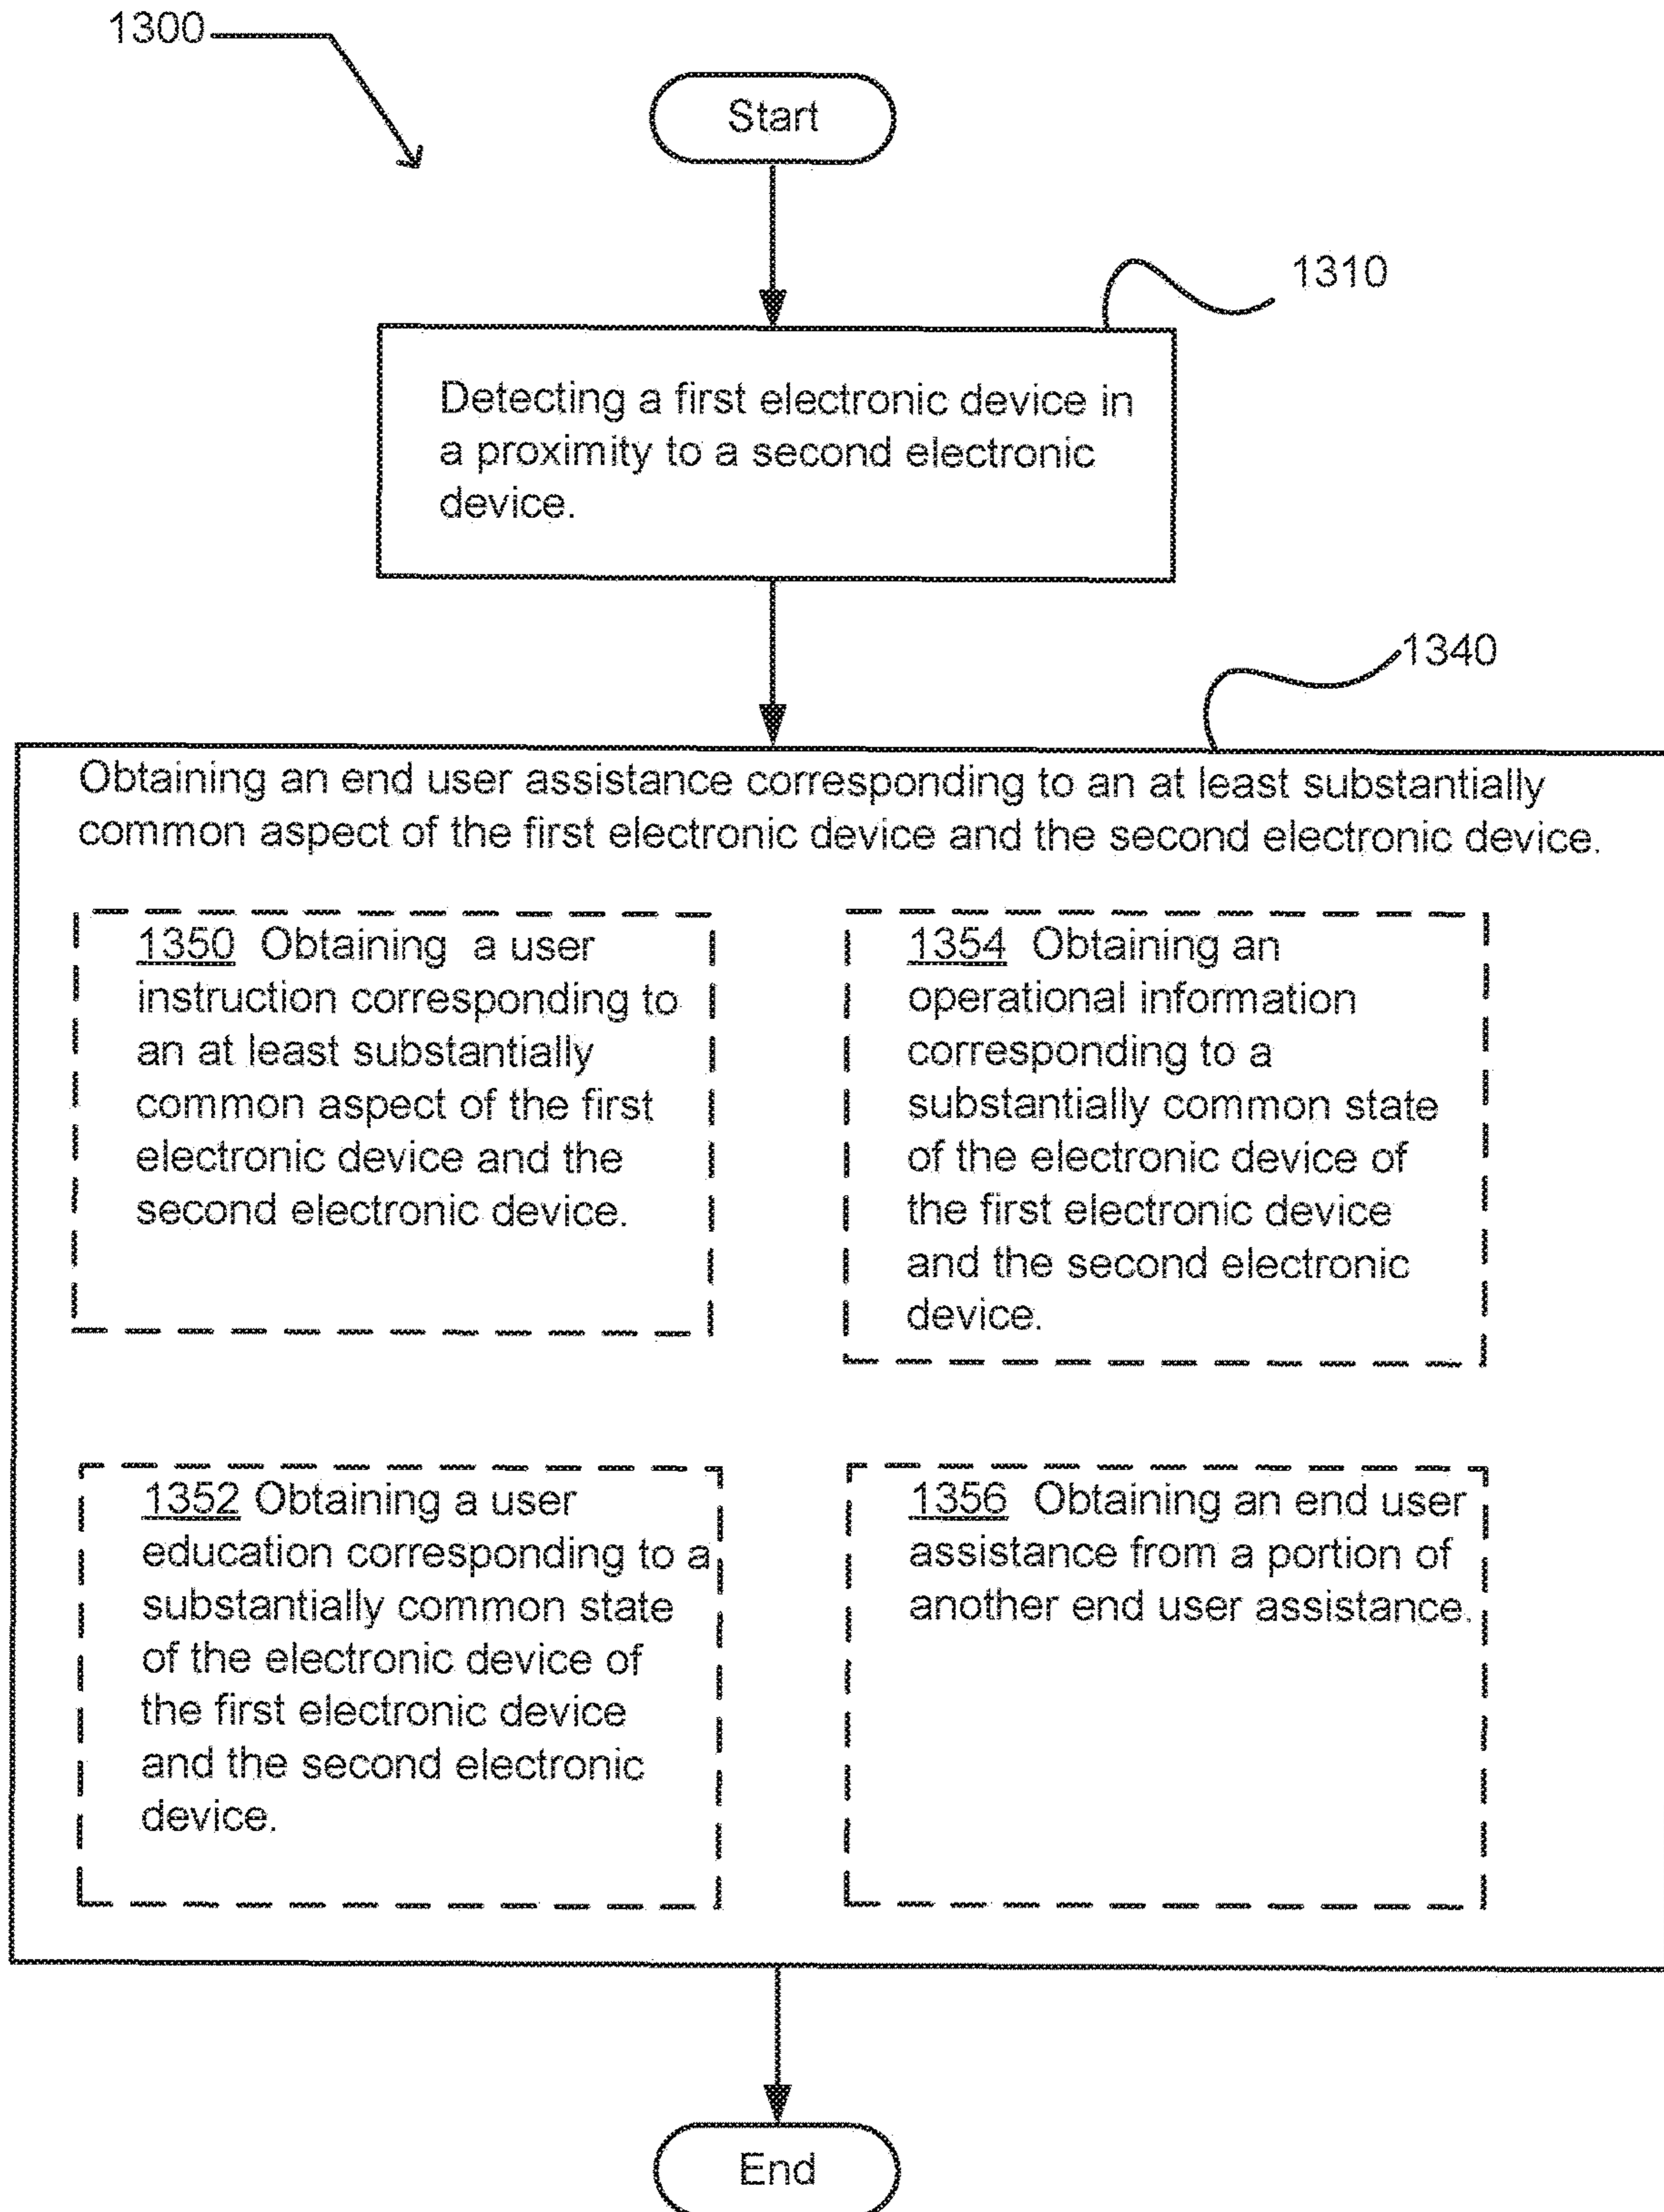 1300
Start
1310
Detecting a first electronic device in
a proximity to a second electronic
device.
1340
Obtaining an end user assistance corresponding to an at least substantially
common aspect of the first electronic device and the second electronic device.
1350 Obtaining a user
instruction corresponding to
an at least substantially
common aspect of the first
electronic device and the
second electronic device.
1354 Obtaining an
operational information
corresponding to a
substantially common state
of the electronic device of
the first electronic device
and the second electronic
device.
1352 Obtaining a user
education corresponding to a
substantially common state
of the electronic device of
the first electronic device
and the second electronic
device.
1356 Obtaining an end user
assistance from a portion of
another end user assistance.
End